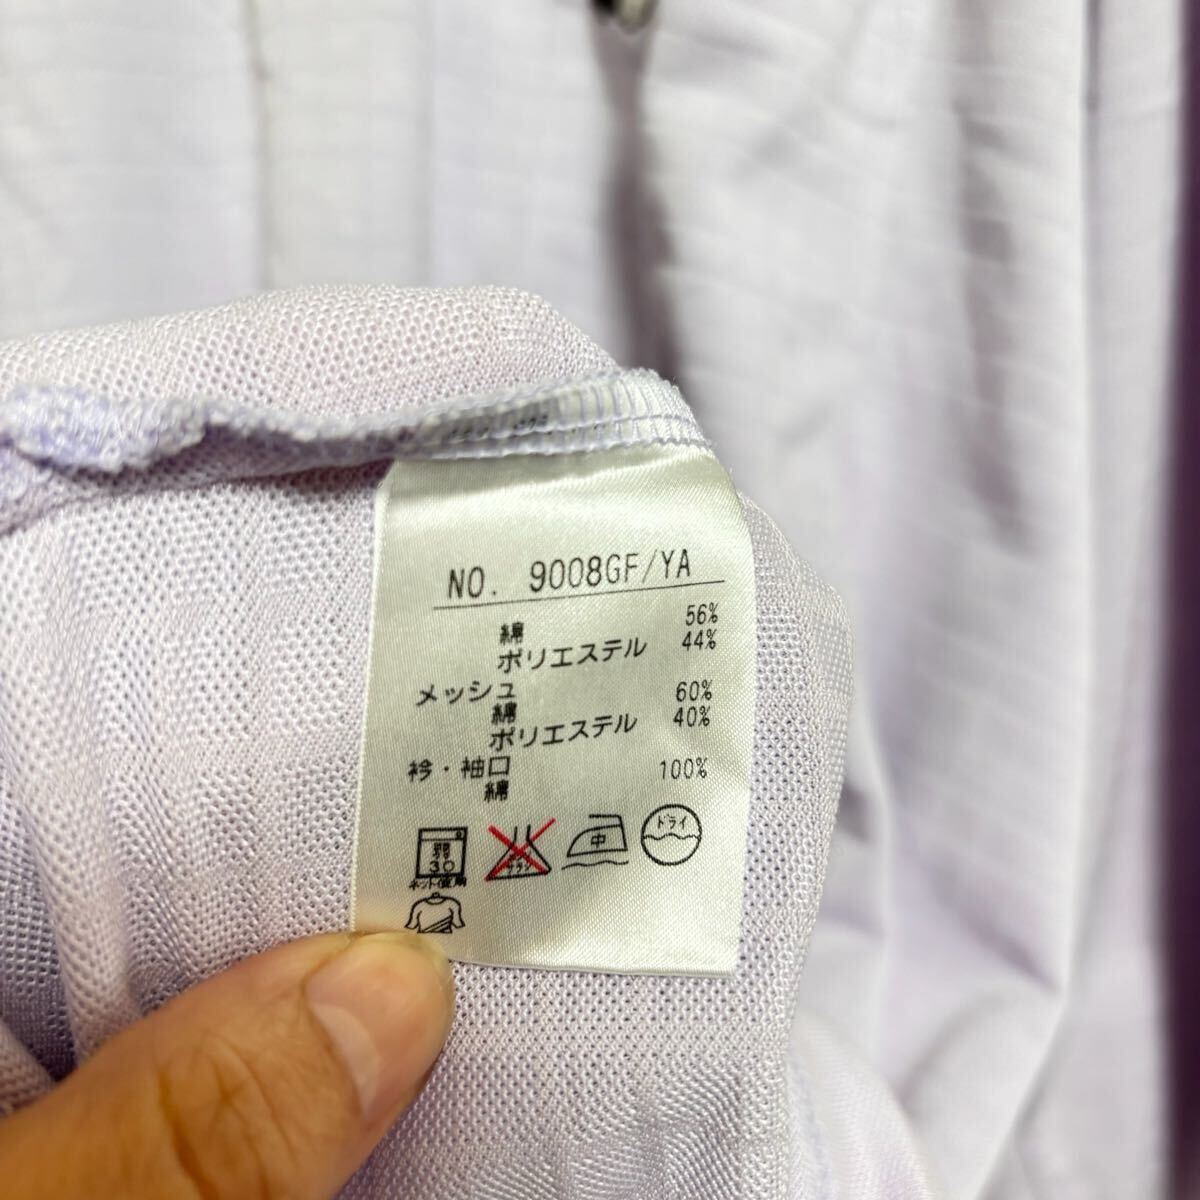 NO. 9008GF/YA
綿 56%
ポリエステル 44%
メッシュ
綿 60%
ポリエステル 40%
衿・袖口
綿 100%
弱 30 中 ドライ
ネット使用